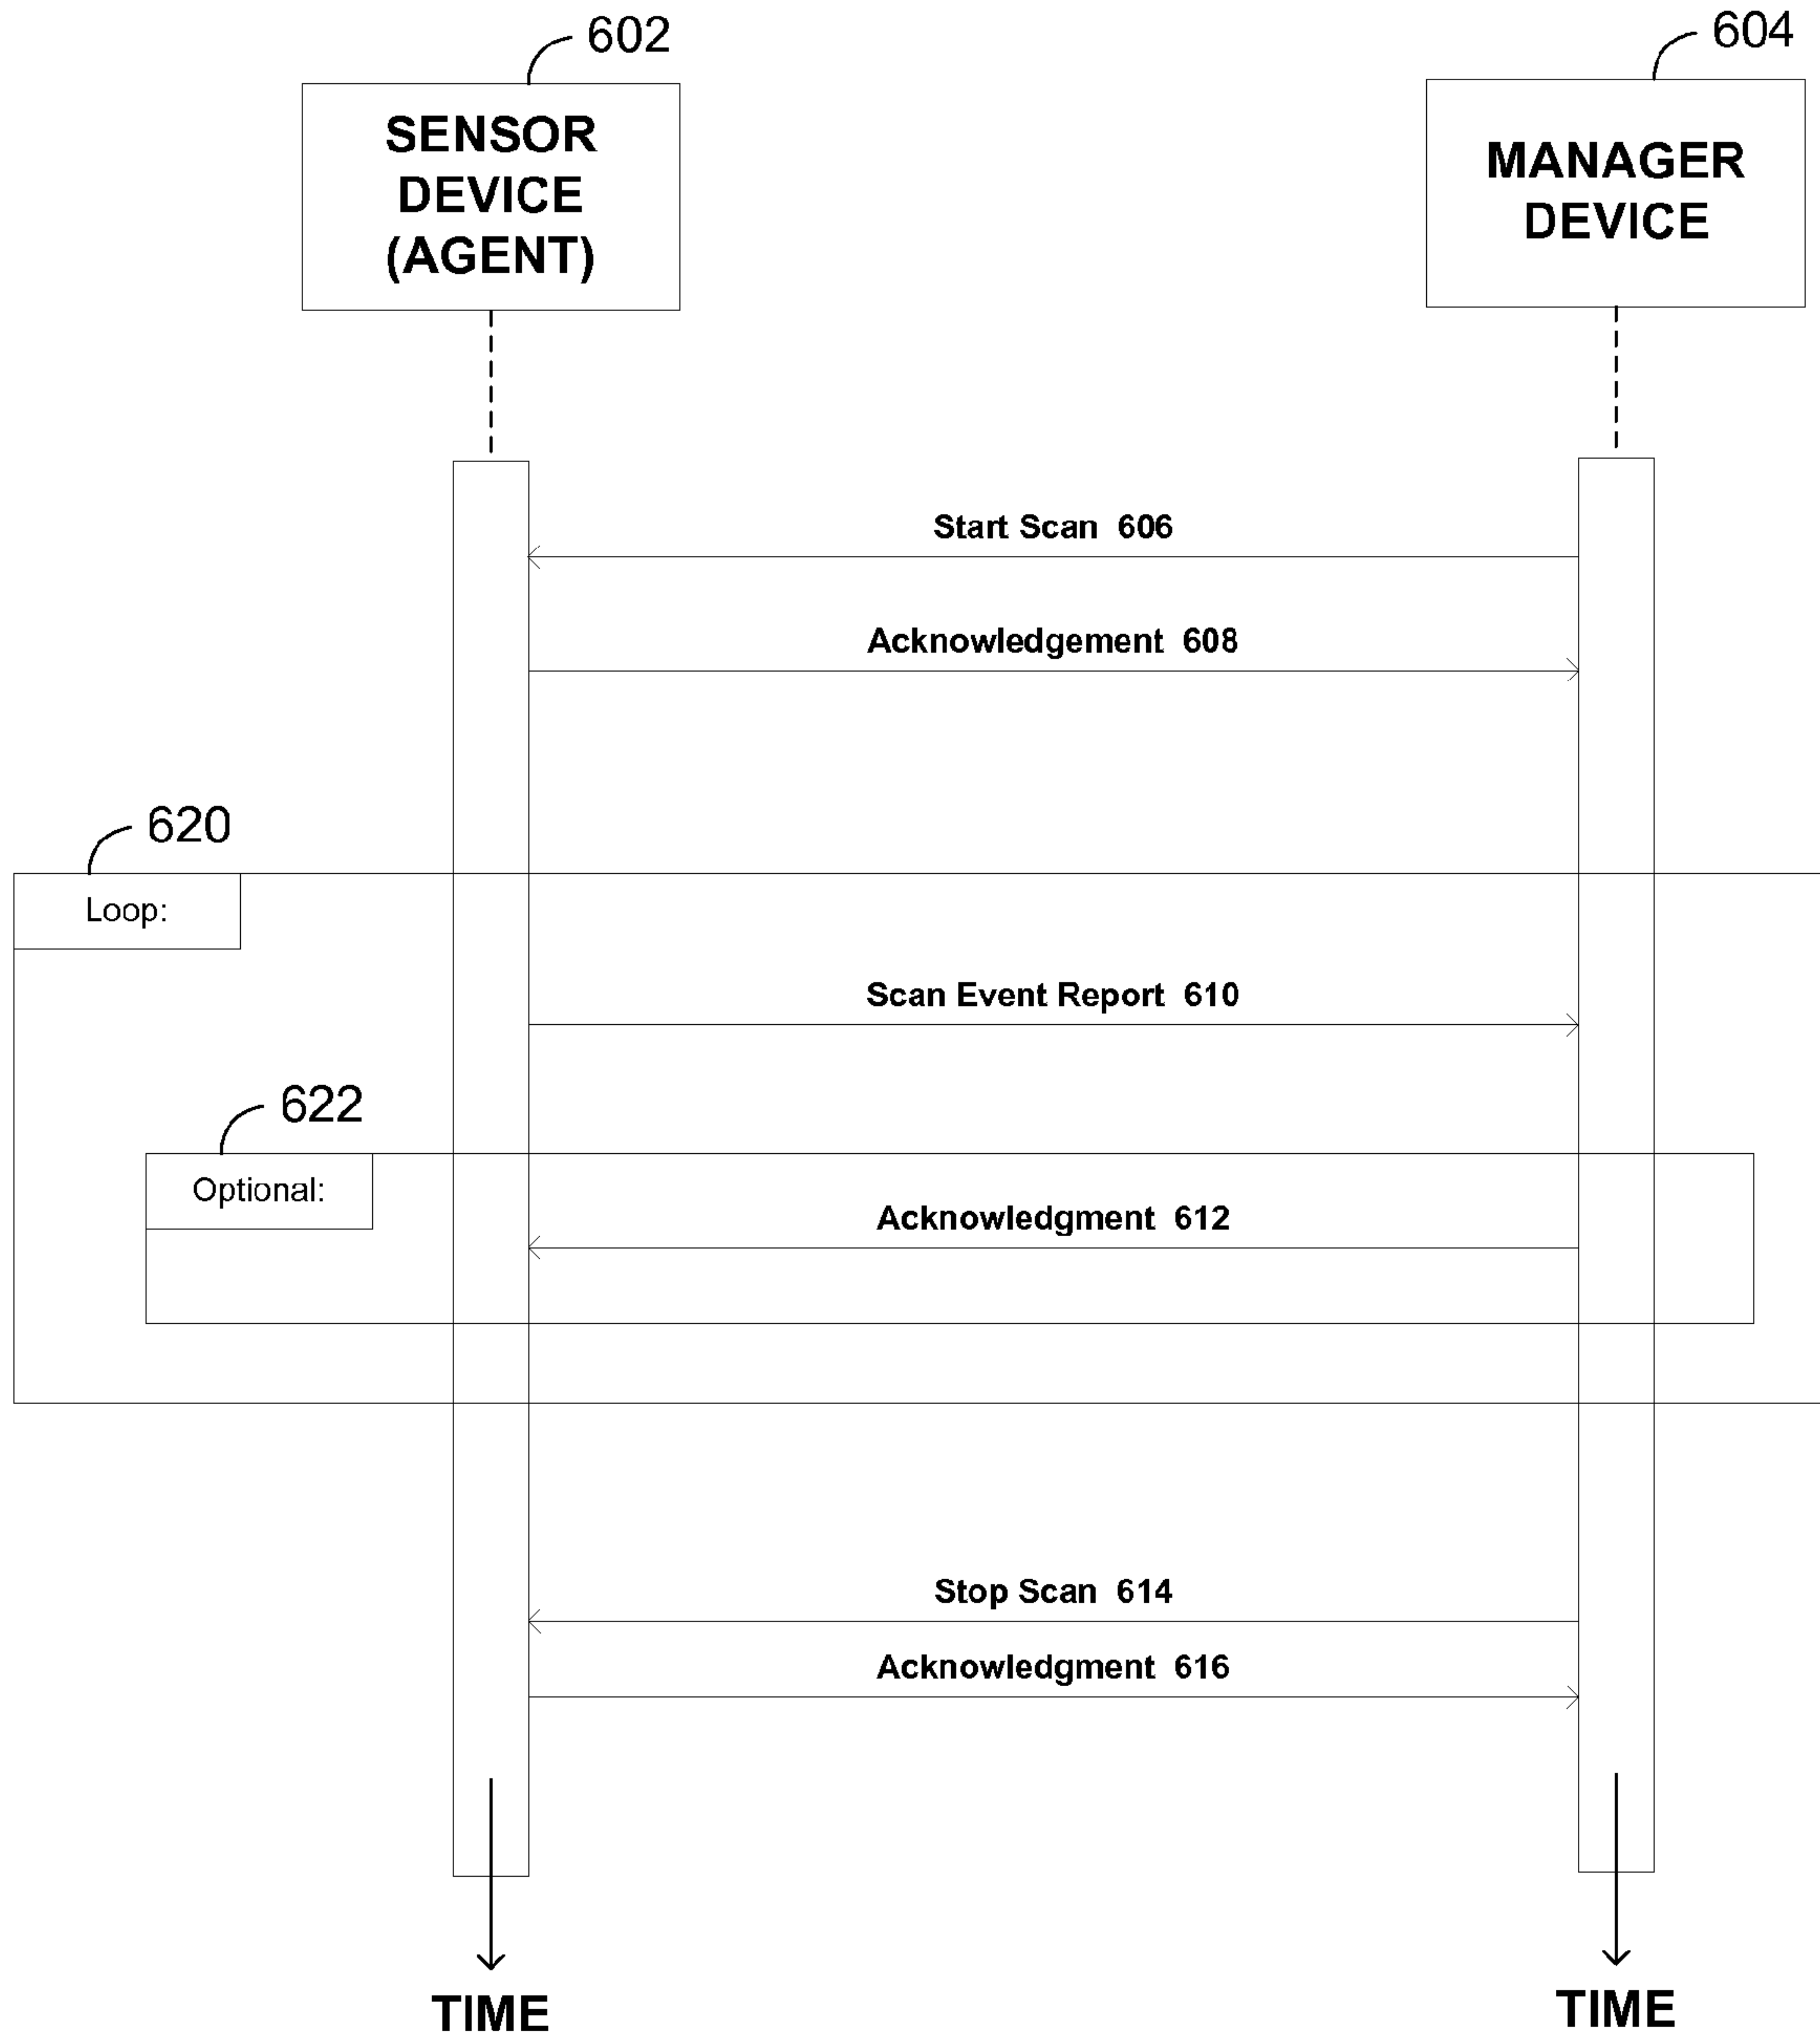 602
604
SENSOR
DEVICE
(AGENT)
MANAGER
DEVICE
Start Scan 606
Acknowledgement 608
620
Loop:
Scan Event Report 610
622
Optional:
Acknowledgment 612
Stop Scan 614
Acknowledgment 616
TIME
TIME